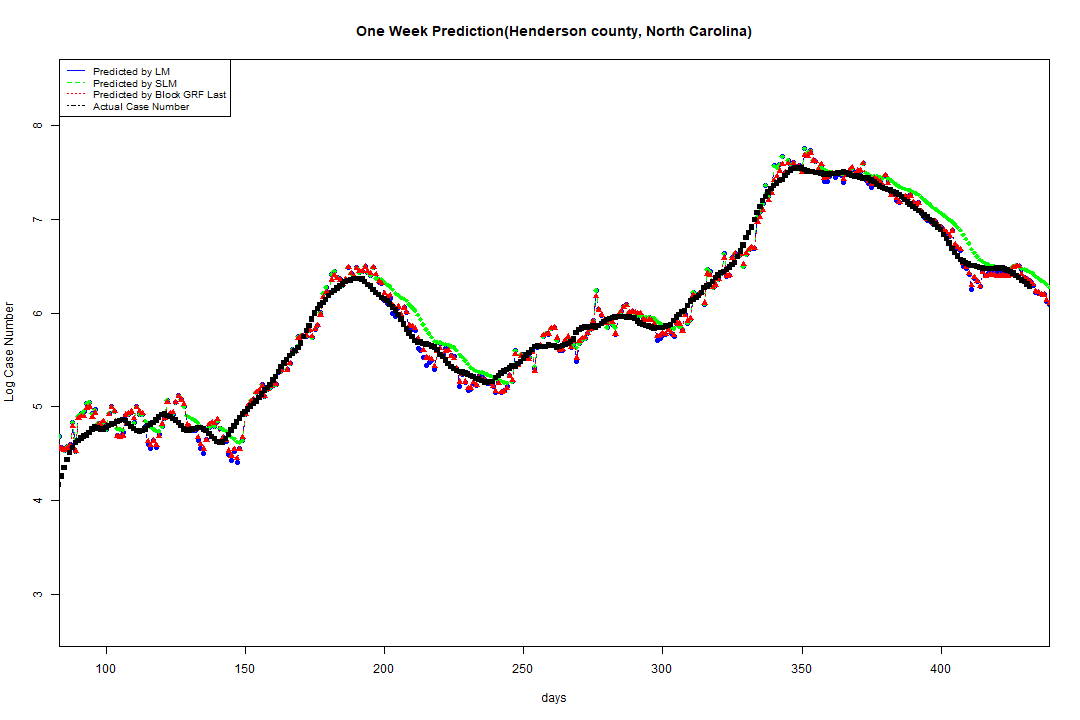 One Week Prediction(Henderson county, North Carolina)
Predicted by LM
Predicted by SLM
Predicted by Block GRF Last
Actual Case Number
Log Case Number
8
7
6
5
4
3
100 150 200 250 300 350 400
days